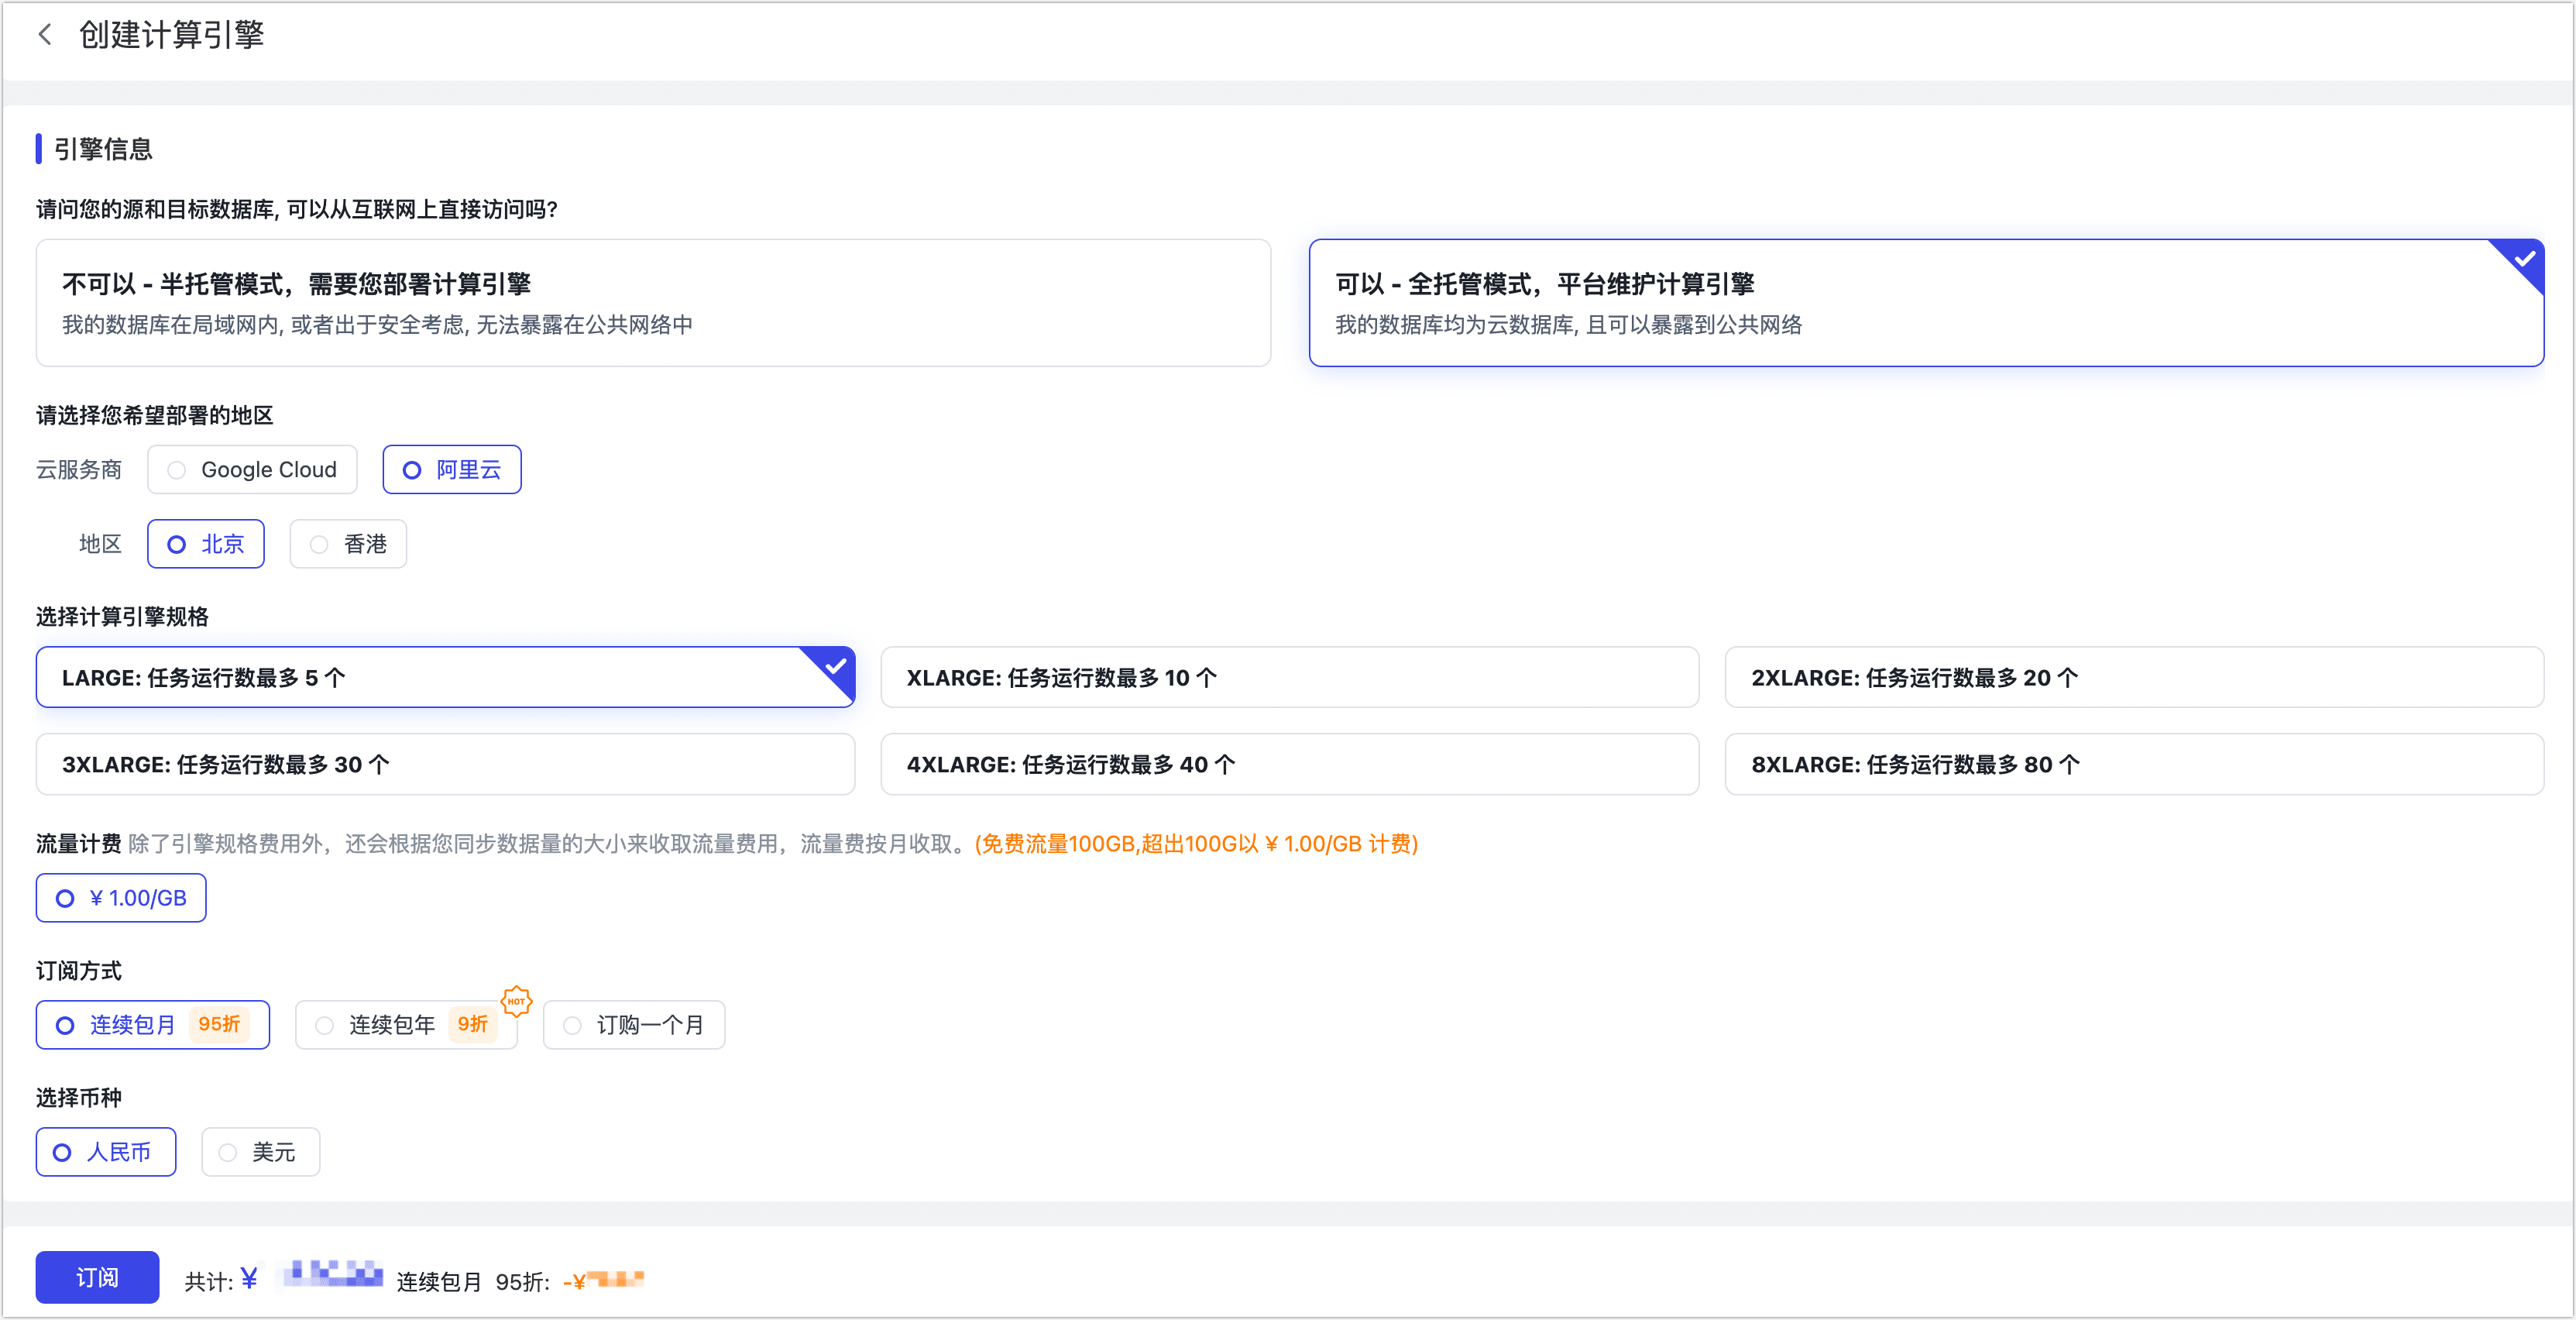 创建计算引擎
引擎信息
请问您的源和目标数据库, 可以从互联网上直接访问吗?
不可以 - 半托管模式，需要您部署计算引擎
我的数据库在局域网内, 或者出于安全考虑, 无法暴露在公共网络中
可以 - 全托管模式，平台维护计算引擎
我的数据库均为云数据库, 且可以暴露到公共网络
请选择您希望部署的地区
云服务商 Google Cloud 阿里云
地区 北京 香港
选择计算引擎规格
LARGE: 任务运行数最多 5 个
XLARGE: 任务运行数最多 10 个
2XLARGE: 任务运行数最多 20 个
3XLARGE: 任务运行数最多 30 个
4XLARGE: 任务运行数最多 40 个
8XLARGE: 任务运行数最多 80 个
流量计费 除了引擎规格费用外，还会根据您同步数据量的大小来收取流量费用，流量费按月收取。(免费流量100GB,超出100G以 ¥ 1.00/GB 计费)
¥ 1.00/GB
订阅方式
连续包月 95折 连续包年 9折 HOT 订购一个月
选择币种
人民币 美元
订阅 共计: ¥ 连续包月 95折: -¥